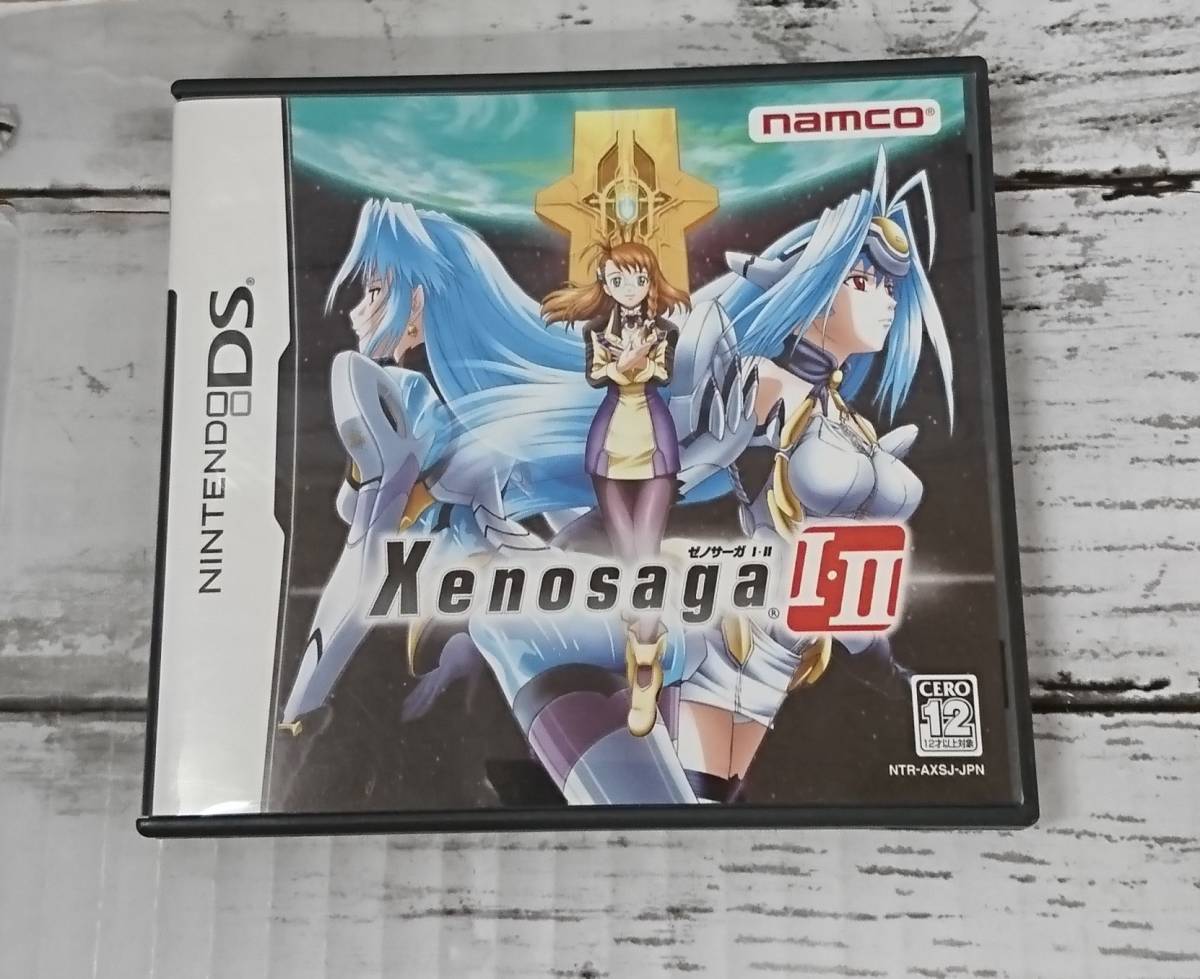 NINTENDO DS®
namco®
ゼノサーガ I・II
Xenosaga® I・II
CERO
12
12才以上対象
NTR-AXSJ-JPN